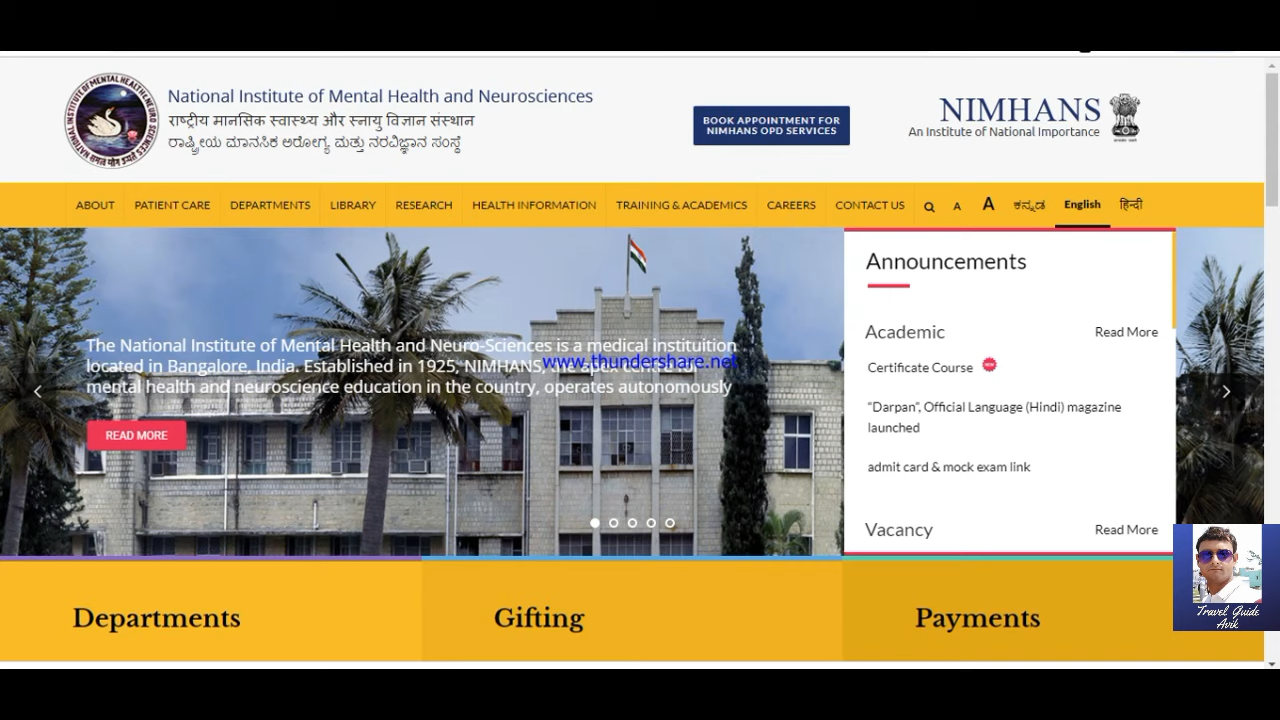 National Institute of Mental Health and Neurosciences
राष्ट्रीय मानसिक स्वास्थ्य और स्नायु विज्ञान संस्थान
ರಾಷ್ಟ್ರೀಯ ಮಾನಸಿಕ ಆರೋಗ್ಯ ಮತ್ತು ನರವಿಜ್ಞಾನ ಸಂಸ್ಥೆ
BOOK APPOINTMENT FOR
NIMHANS OPD SERVICES
NIMHANS
An Institute of National Importance
ABOUT PATIENT CARE DEPARTMENTS LIBRARY RESEARCH HEALTH INFORMATION TRAINING & ACADEMICS CAREERS CONTACT US A A ಕನ್ನಡ English हिन्दी
The National Institute of Mental Health and Neuro-Sciences is a medical instituition
located in Bangalore, India. Established in 1925, NIMHANS,
www.thundershare.net
mental health and neuroscience education in the country, operates autonomously
READ MORE
Announcements
Academic Read More
Certificate Course
"Darpan", Official Language (Hindi) magazine
launched
admit card & mock exam link
Vacancy Read More
Departments Gifting Payments
Travel Guide
Avik